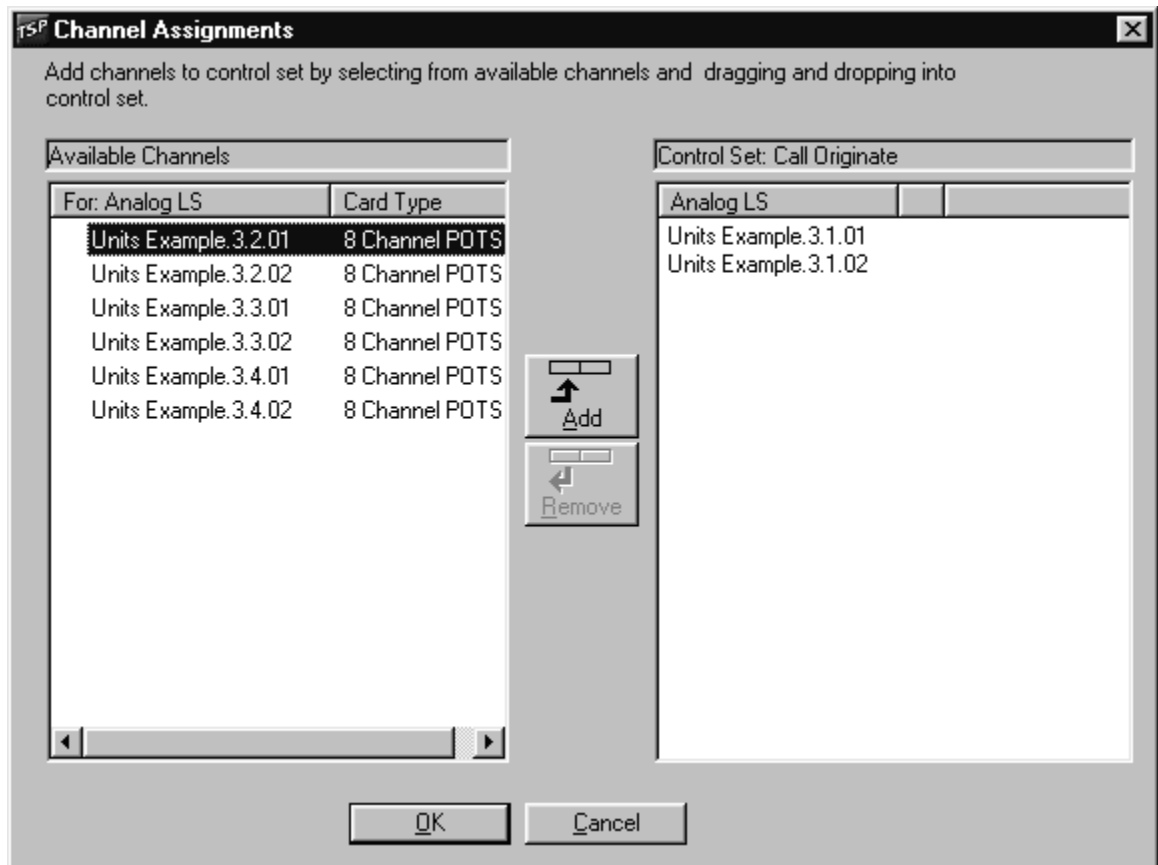 TSP Channel Assignments
Add channels to control set by selecting from available channels and dragging and dropping into
control set.
Available Channels
For: Analog LS Card Type
Units Example.3.2.01 8 Channel POTS
Units Example.3.2.02 8 Channel POTS
Units Example.3.3.01 8 Channel POTS
Units Example.3.3.02 8 Channel POTS
Units Example.3.4.01 8 Channel POTS
Units Example.3.4.02 8 Channel POTS
Add
Remove
Control Set: Call Originate
Analog LS
Units Example.3.1.01
Units Example.3.1.02
OK Cancel